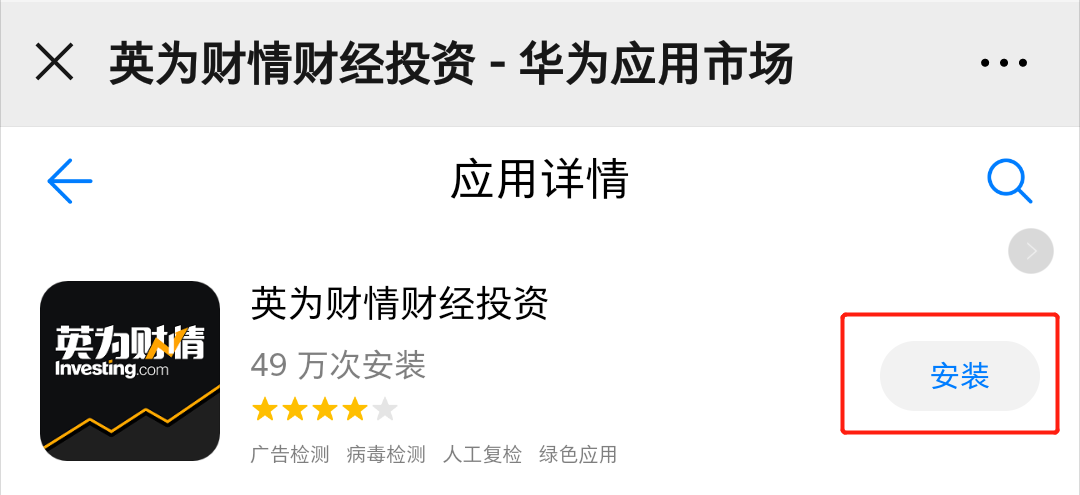 英为财情财经投资 - 华为应用市场
应用详情
英为财情
Investing.com
英为财情财经投资
49 万次安装
安装
广告检测 病毒检测 人工复检 绿色应用